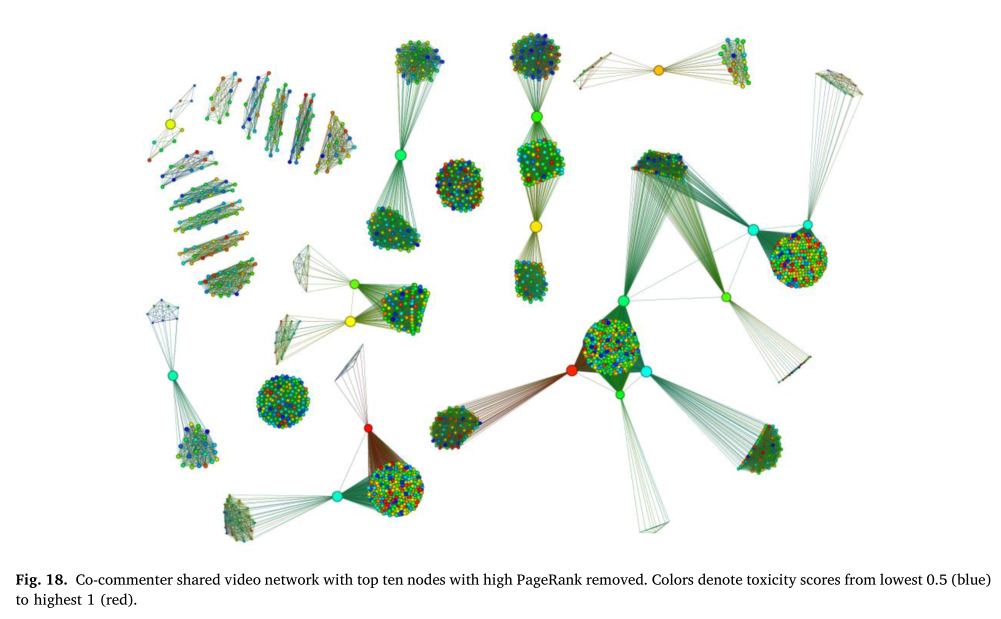 Fig. 18. Co-commenter shared video network with top ten nodes with high PageRank removed. Colors denote toxicity scores from lowest 0.5 (blue)
to highest 1 (red).